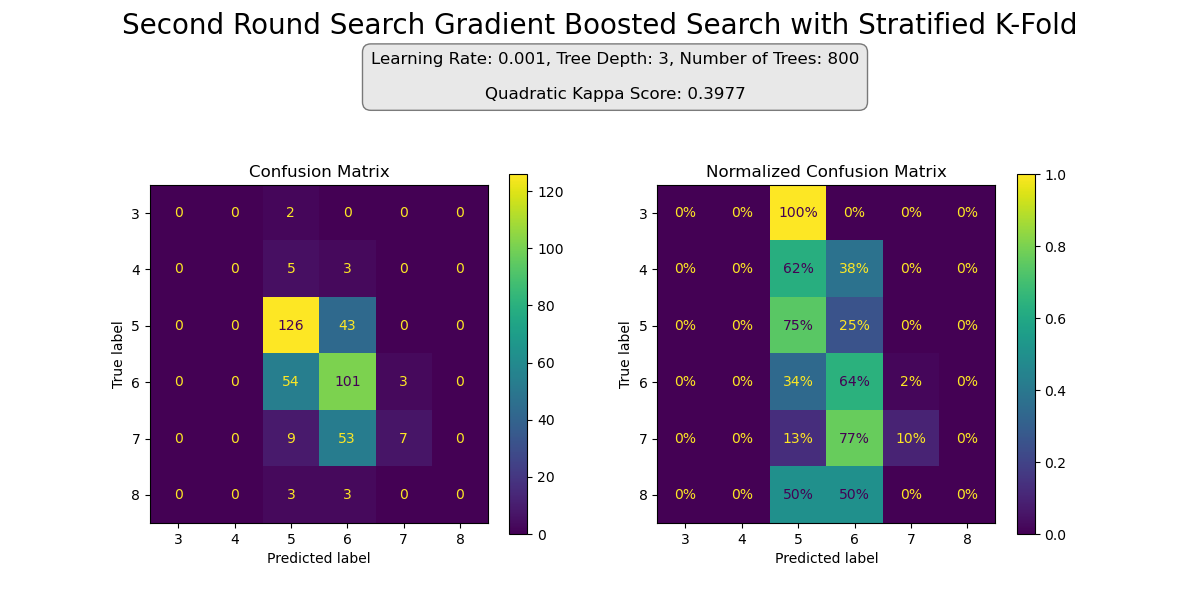 Second Round Search Gradient Boosted Search with Stratified K-Fold
Learning Rate: 0.001, Tree Depth: 3, Number of Trees: 800
Quadratic Kappa Score: 0.3977
Confusion Matrix
True label
3 0 0 2 0 0 0
4 0 0 5 3 0 0
5 0 0 126 43 0 0
6 0 0 54 101 3 0
7 0 0 9 53 7 0
8 0 0 3 3 0 0
3 4 5 6 7 8
Predicted label
120
100
80
60
40
20
0
Normalized Confusion Matrix
True label
3 0% 0% 100% 0% 0% 0%
4 0% 0% 62% 38% 0% 0%
5 0% 0% 75% 25% 0% 0%
6 0% 0% 34% 64% 2% 0%
7 0% 0% 13% 77% 10% 0%
8 0% 0% 50% 50% 0% 0%
3 4 5 6 7 8
Predicted label
1.0
0.8
0.6
0.4
0.2
0.0